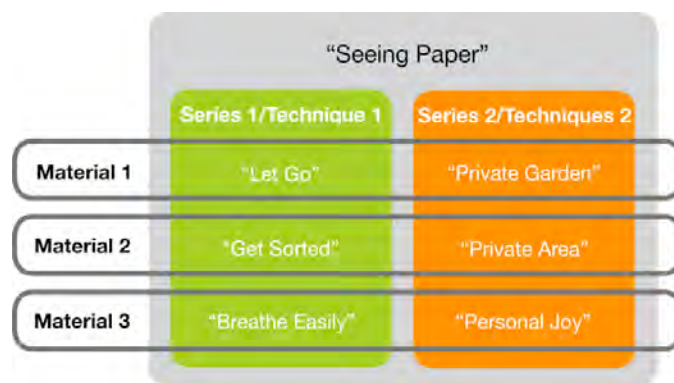 “Seeing Paper”
Series 1/Technique 1 Series 2/Techniques 2
Material 1 “Let Go” “Private Garden”
Material 2 “Get Sorted” “Private Area”
Material 3 “Breathe Easily” “Personal Joy”